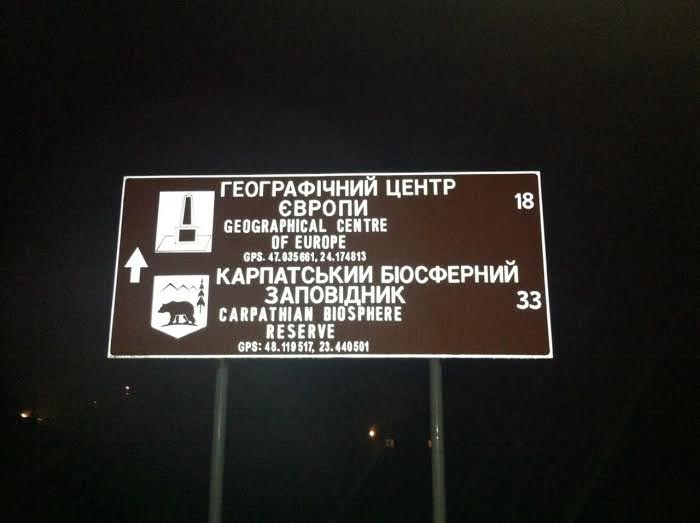 ГЕОГРАФІЧНИЙ ЦЕНТР
ЄВРОПИ
18
GEOGRAPHICAL CENTRE
OF EUROPE
GPS. 47.035661, 24.174813
КАРПАТСЬКИЙ БІОСФЕРНИЙ
ЗАПОВІДНИК
33
CARPATHIAN BIOSPHERE
RESERVE
GPS: 48.119517, 23.440501